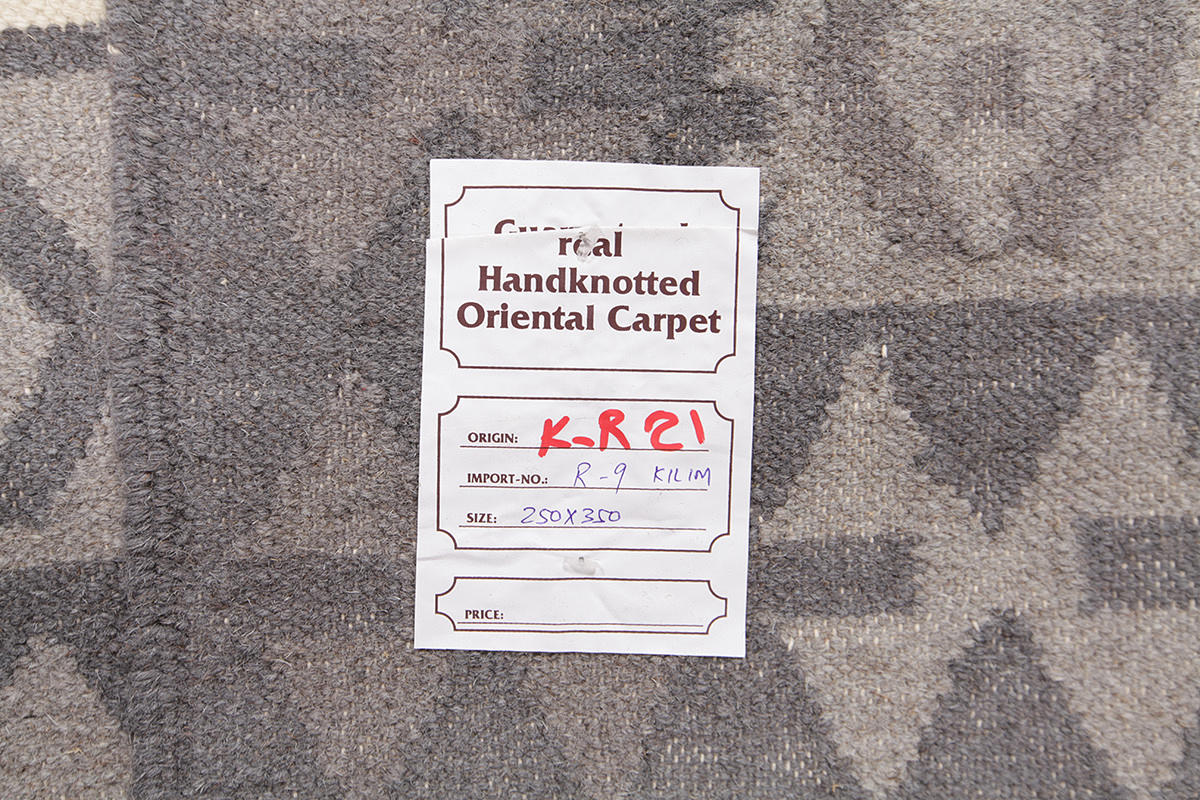 real
Handknotted
Oriental Carpet
ORIGIN: K-R 21
IMPORT-NO.: R-9 KILIM
SIZE: 250X350
PRICE: